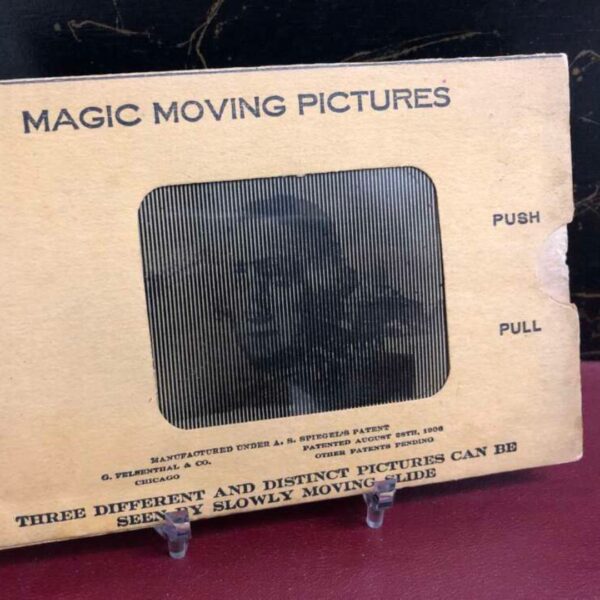 MAGIC MOVING PICTURES
PUSH
PULL
MANUFACTURED UNDER A. S. SPIEGEL'S PATENT
G. FELSENTHAL & CO. PATENTED AUGUST 28TH, 1906
CHICAGO OTHER PATENTS PENDING
THREE DIFFERENT AND DISTINCT PICTURES CAN BE
SEEN BY SLOWLY MOVING SLIDE